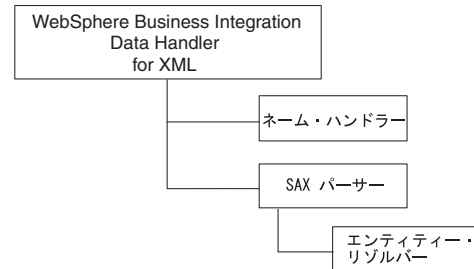 WebSphere Business Integration
Data Handler
for XML
ネーム・ハンドラー
SAX パーサー
エンティティー・
リゾルバー